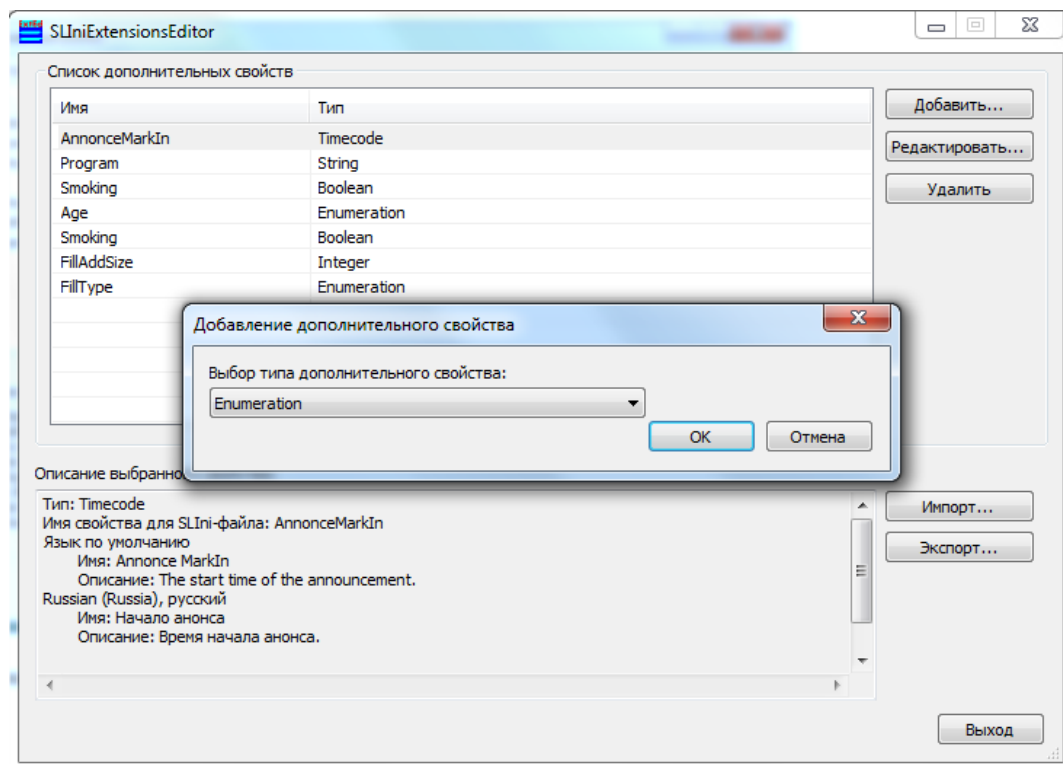 SLIniExtensionsEditor
Список дополнительных свойств
Имя Тип
AnnonceMarkIn Timecode
Program String
Smoking Boolean
Age Enumeration
Smoking Boolean
FillAddSize Integer
FillType Enumeration
Добавить...
Редактировать...
Удалить
Добавление дополнительного свойства
Выбор типа дополнительного свойства:
Enumeration
OK Отмена
Описание выбранно
Тип: Timecode
Имя свойства для SLIni-файла: AnnonceMarkIn
Язык по умолчанию
Имя: Annonce MarkIn
Описание: The start time of the announcement.
Russian (Russia), русский
Имя: Начало анонса
Описание: Время начала анонса.
Импорт...
Экспорт...
Выход